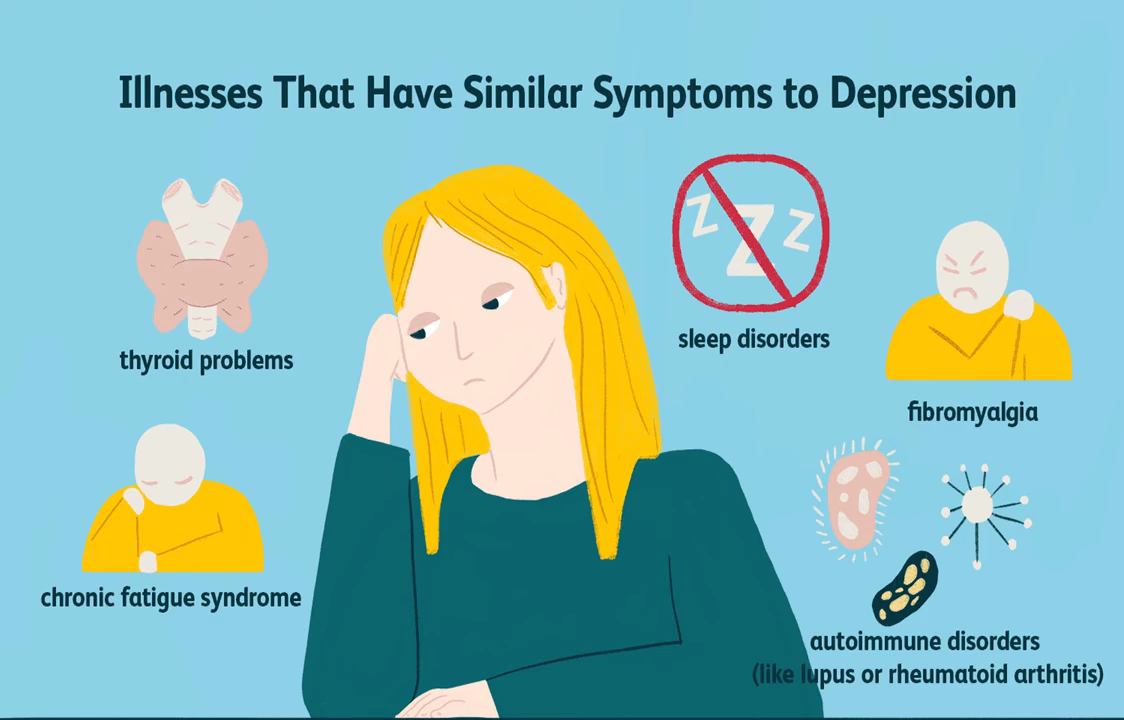 Illnesses That Have Similar Symptoms to Depression
thyroid problems
sleep disorders
fibromyalgia
chronic fatigue syndrome
autoimmune disorders
(like lupus or rheumatoid arthritis)
Z Z Z